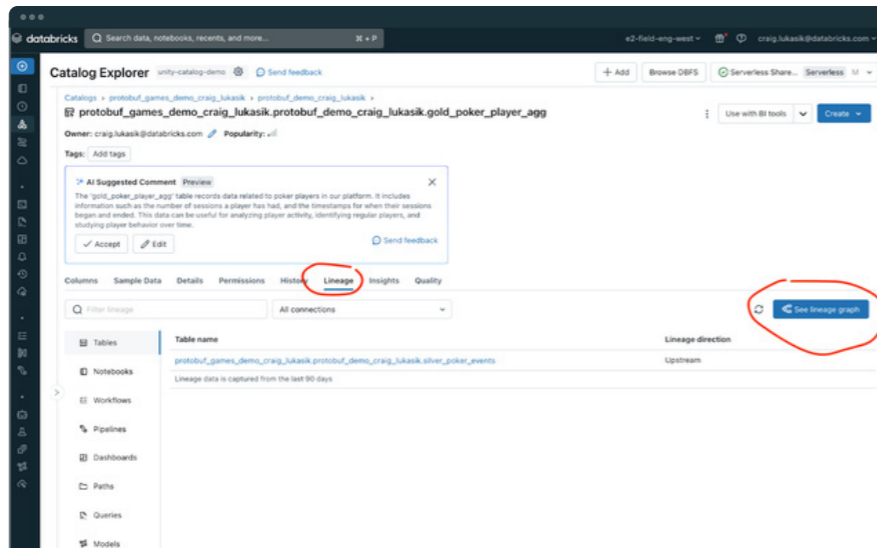 databricks
Search data, notebooks, recents, and more...
⌘ + P
e2-field-eng-west
craig.lukasik@databricks.com
Catalog Explorer
unity-catalog-demo
Send feedback
+ Add
Browse DBFS
Serverless Share...
Serverless
Catalogs > protobuf_games_demo_craig_lukasik > protobuf_demo_craig_lukasik >
protobuf_games_demo_craig_lukasik.protobuf_demo_craig_lukasik.gold_poker_player_agg
Use with BI tools
Create
Owner: craig.lukasik@databricks.com
Popularity:
Tags: Add tags
AI Suggested Comment Preview
The 'gold_poker_player_agg' table records data related to poker players in our platform. It includes
information such as the number of sessions a player has had, and the timestamps for when their sessions
began and ended. This data can be useful for analyzing player activity, identifying regular players, and
studying player behavior over time.
Accept
Edit
Send feedback
Columns Sample Data Details Permissions History Lineage Insights Quality
Filter lineage
All connections
See lineage graph
Tables
Notebooks
Workflows
Pipelines
Dashboards
Paths
Queries
Models
Table name
Lineage direction
protobuf_games_demo_craig_lukasik.protobuf_demo_craig_lukasik.silver_poker_events
Upstream
Lineage data is captured from the last 90 days